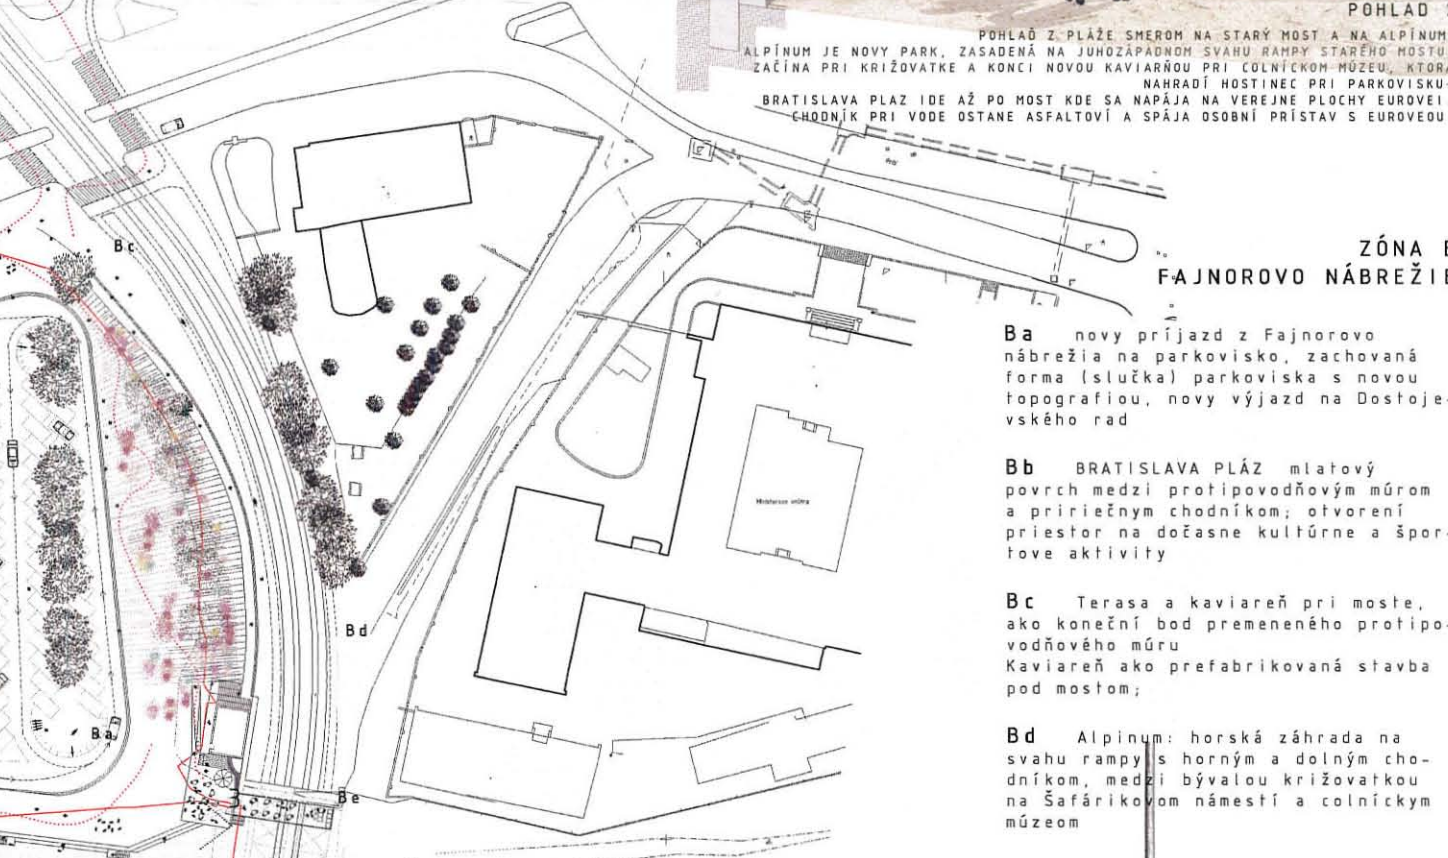 POHLAD
POHLAĎ Z PLÁŽE SMEROM NA STARÝ MOST A NA ALPÍNUM
ALPÍNUM JE NOVY PARK, ZASADENÁ NA JUHOZÁPADNOM SVAHU RAMPY STARÉHO MOSTU.
ZAČÍNA PRI KRIŽOVATKE A KONCI NOVOU KAVIARŇOU PRI COLNÍCKOM MÚZEU, KTORÁ
NAHRADÍ HOSTINEC PRI PARKOVISKU.
BRATISLAVA PLAZ IDE AŽ PO MOST KDE SA NAPÁJA NA VEREJNE PLOCHY EUROVEI
CHODNÍK PRI VODE OSTANE ASFALTOVÍ A SPÁJA OSOBNÍ PRÍSTAV S EUROVEOU
ZÓNA B
FAJNOROVO NÁBREŽIE
Ba novy príjazd z Fajnorovo
nábrežia na parkovisko, zachovaná
forma (slučka) parkoviska s novou
topografiou, novy výjazd na Dostoje-
vského rad
Bb BRATISLAVA PLÁZ mlatový
povrch medzi protipovodňovým múrom
a pririečnym chodníkom; otvorení
priestor na dočasne kultúrne a špor-
tove aktivity
Bc Terasa a kaviareň pri moste,
ako koneční bod premeneného protipo-
vodňového múru
Kaviareň ako prefabrikovaná stavba
pod mostom;
Bd Alpinum: horská záhrada na
svahu rampy s horným a dolným cho-
dníkom, medzi bývalou križovatkou
na Šafárikovom námestí a colníckym
múzeom
Bc
Bd
Ba
Be